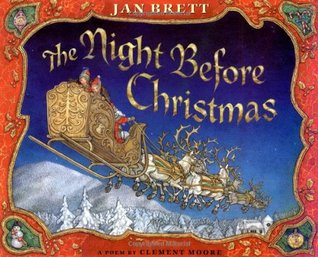 JAN BRETT
The Night Before
Christmas
A POEM BY CLEMENT MOORE